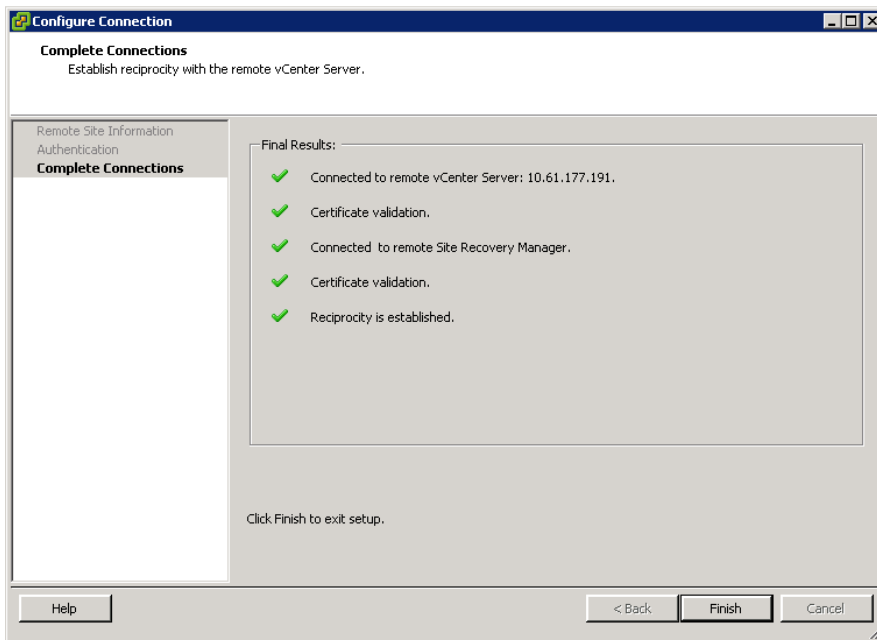 Configure Connection
Complete Connections
Establish reciprocity with the remote vCenter Server.
Remote Site Information
Authentication
Complete Connections
Final Results:
Connected to remote vCenter Server: 10.61.177.191.
Certificate validation.
Connected to remote Site Recovery Manager.
Certificate validation.
Reciprocity is established.
Click Finish to exit setup.
Help
< Back
Finish
Cancel